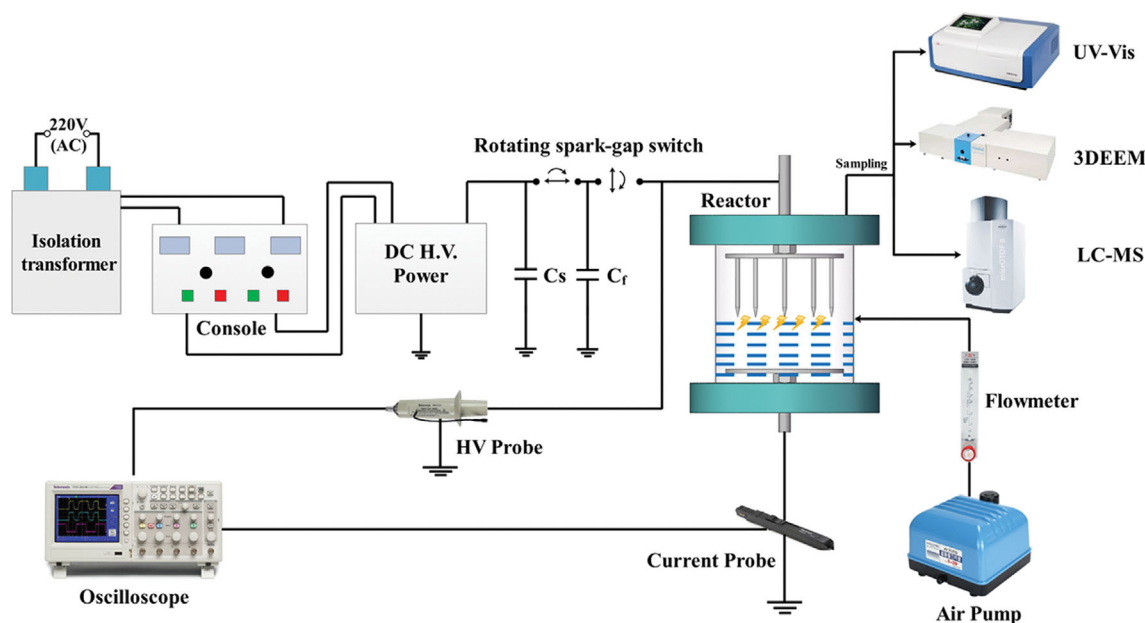 220V
(AC)
Isolation
transformer
Console
DC H.V.
Power
Rotating spark-gap switch
Cs
Cf
Reactor
Sampling
UV-Vis
3DEEM
LC-MS
HV Probe
Flowmeter
Oscilloscope
Current Probe
Air Pump